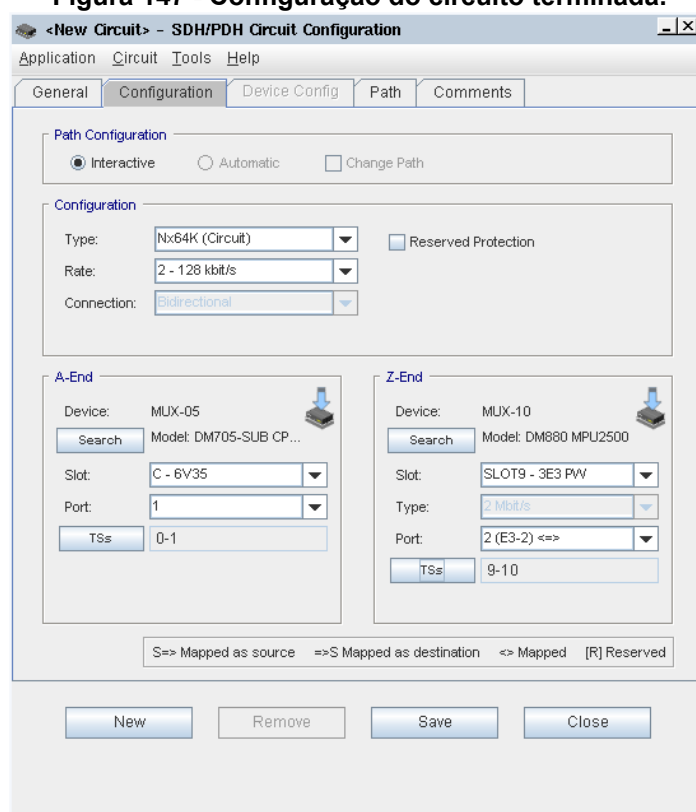 Figura 147 - Configuração do circuito terminada.
<New Circuit> - SDH/PDH Circuit Configuration
Application Circuit Tools Help
General Configuration Device Config Path Comments
Path Configuration
Interactive Automatic Change Path
Configuration
Type: Nx64K (Circuit) Reserved Protection
Rate: 2 - 128 kbit/s
Connection: Bidirectional
A-End
Device: MUX-05
Search Model: DM705-SUB CP...
Slot: C - 6V35
Port: 1
TSs 0-1
Z-End
Device: MUX-10
Search Model: DM880 MPU2500
Slot: SLOT9 - 3E3 PW
Type: 2 Mbit/s
Port: 2 (E3-2) <=>
TSs 9-10
S=> Mapped as source =>S Mapped as destination <> Mapped [R] Reserved
New Remove Save Close